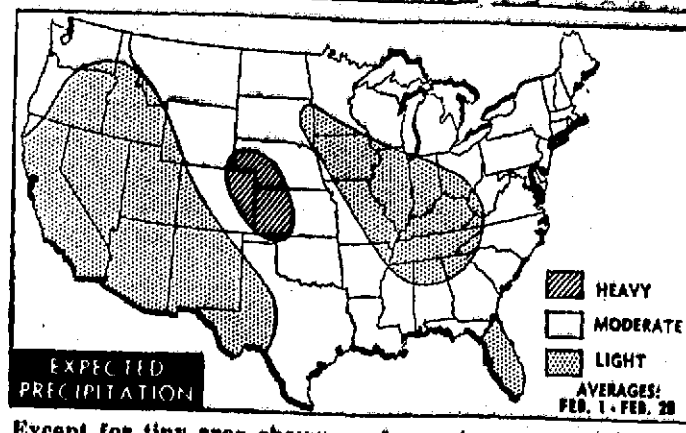 HEAVY
MODERATE
LIGHT
AVERAGES:
FEB. 1 - FEB. 28
EXPECTED
PRECIPITATION
Except for tiny area